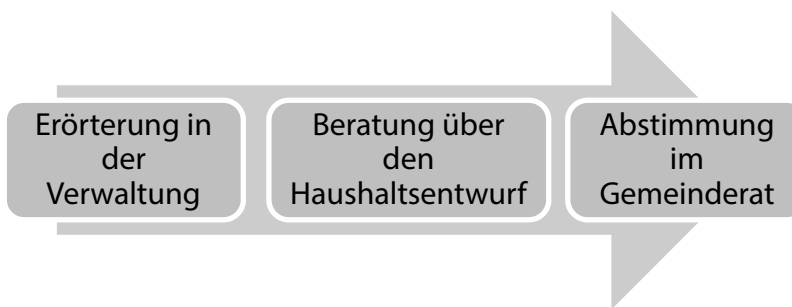 Erörterung in
der
Verwaltung
Beratung über
den
Haushaltsentwurf
Abstimmung
im
Gemeinderat